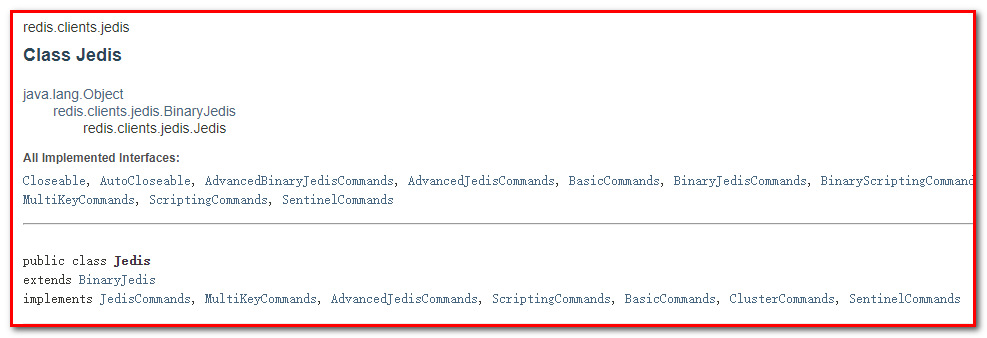 redis.clients.jedis
Class Jedis
java.lang.Object
redis.clients.jedis.BinaryJedis
redis.clients.jedis.Jedis
All Implemented Interfaces:
Closeable, AutoCloseable, AdvancedBinaryJedisCommands, AdvancedJedisCommands, BasicCommands, BinaryJedisCommands, BinaryScriptingCommand
MultiKeyCommands, ScriptingCommands, SentinelCommands
public class Jedis
extends BinaryJedis
implements JedisCommands, MultiKeyCommands, AdvancedJedisCommands, ScriptingCommands, BasicCommands, ClusterCommands, SentinelCommands